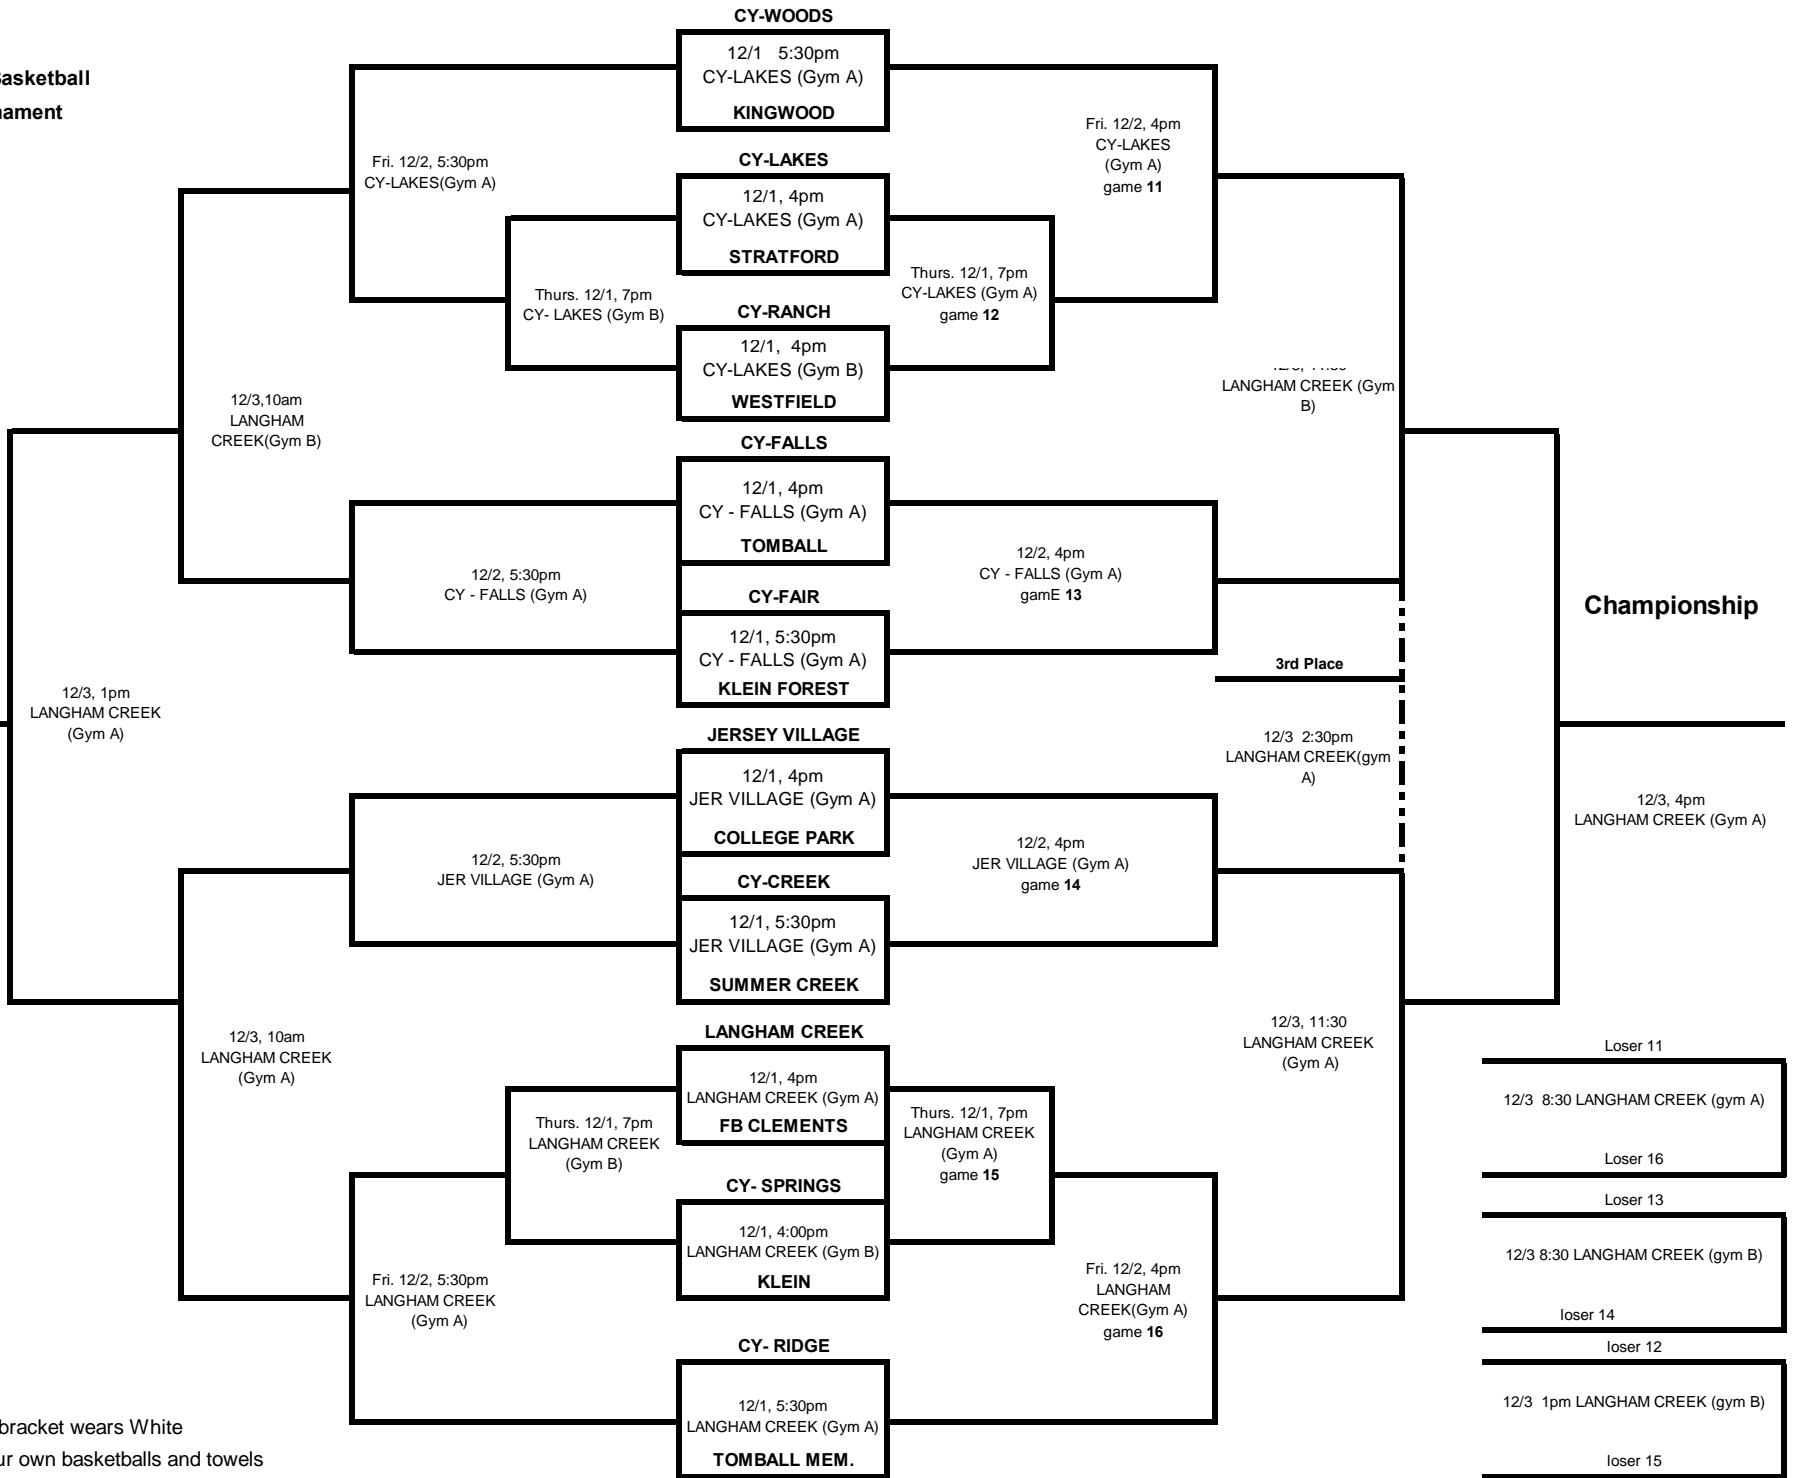 CY-WOODS
12/1 5:30pm
CY-LAKES (Gym A)
KINGWOOD
CY-LAKES
12/1, 4pm
CY-LAKES (Gym A)
STRATFORD
CY-RANCH
12/1, 4pm
CY-LAKES (Gym B)
WESTFIELD
CY-FALLS
12/1, 4pm
CY - FALLS (Gym A)
TOMBALL
CY-FAIR
12/1, 5:30pm
CY - FALLS (Gym A)
KLEIN FOREST
JERSEY VILLAGE
12/1, 4pm
JER VILLAGE (Gym A)
COLLEGE PARK
CY-CREEK
12/1, 5:30pm
JER VILLAGE (Gym A)
SUMMER CREEK
LANGHAM CREEK
12/1, 4pm
LANGHAM CREEK (Gym A)
FB CLEMENTS
CY- SPRINGS
12/1, 4:00pm
LANGHAM CREEK (Gym B)
KLEIN
CY- RIDGE
12/1, 5:30pm
LANGHAM CREEK (Gym A)
TOMBALL MEM.
asketball
ament
Fri. 12/2, 5:30pm
CY-LAKES(Gym A)
Thurs. 12/1, 7pm
CY- LAKES (Gym B)
12/3,10am
LANGHAM
CREEK(Gym B)
12/2, 5:30pm
CY - FALLS (Gym A)
12/3, 1pm
LANGHAM CREEK
(Gym A)
12/2, 5:30pm
JER VILLAGE (Gym A)
12/3, 10am
LANGHAM CREEK
(Gym A)
Thurs. 12/1, 7pm
LANGHAM CREEK
(Gym B)
Fri. 12/2, 5:30pm
LANGHAM CREEK
(Gym A)
bracket wears White
ur own basketballs and towels
Fri. 12/2, 4pm
CY-LAKES
(Gym A)
game 11
Thurs. 12/1, 7pm
CY-LAKES (Gym A)
game 12
LANGHAM CREEK (Gym
B)
12/2, 4pm
CY - FALLS (Gym A)
gamE 13
3rd Place
12/3 2:30pm
LANGHAM CREEK(gym
A)
Championship
12/3, 4pm
LANGHAM CREEK (Gym A)
12/2, 4pm
JER VILLAGE (Gym A)
game 14
12/3, 11:30
LANGHAM CREEK
(Gym A)
Thurs. 12/1, 7pm
LANGHAM CREEK
(Gym A)
game 15
Fri. 12/2, 4pm
LANGHAM
CREEK(Gym A)
game 16
Loser 11
12/3 8:30 LANGHAM CREEK (gym A)
Loser 16
Loser 13
12/3 8:30 LANGHAM CREEK (gym B)
loser 14
loser 12
12/3 1pm LANGHAM CREEK (gym B)
loser 15